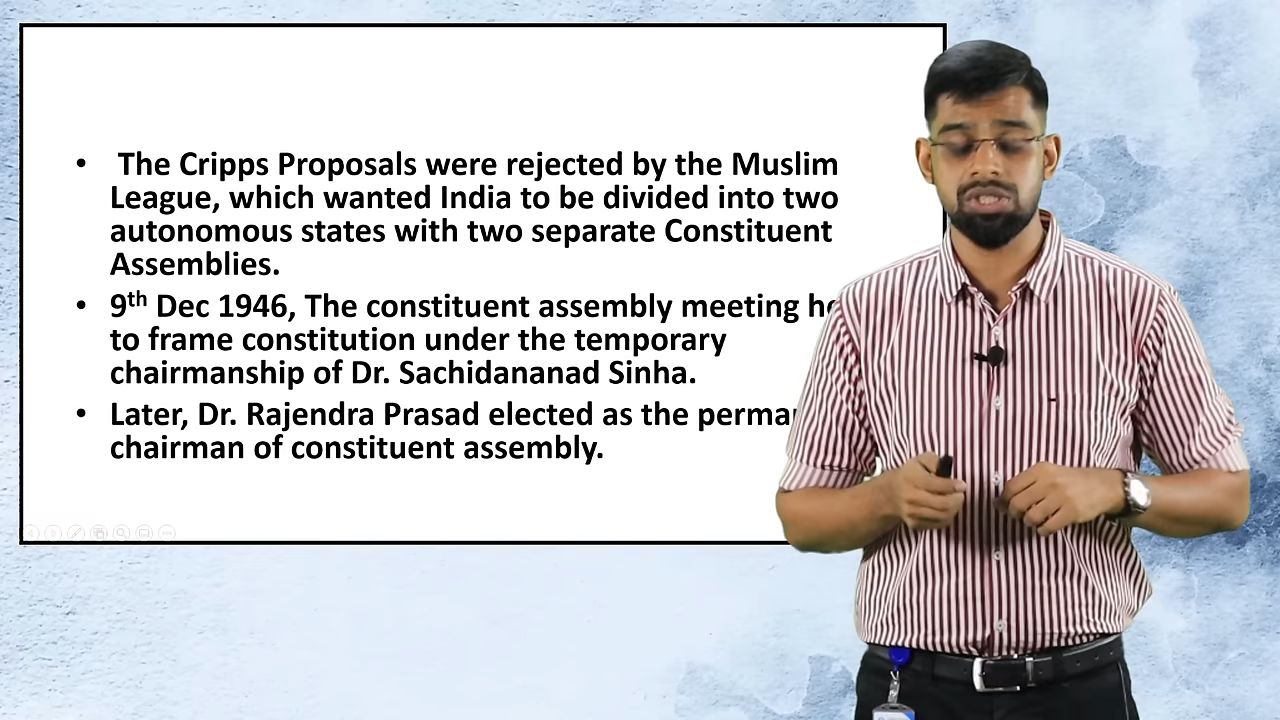 • The Cripps Proposals were rejected by the Muslim
League, which wanted India to be divided into two
autonomous states with two separate Constituent
Assemblies.
• 9th Dec 1946, The constituent assembly meeting
to frame constitution under the temporary
chairmanship of Dr. Sachidananad Sinha.
• Later, Dr. Rajendra Prasad elected as the
chairman of constituent assembly.